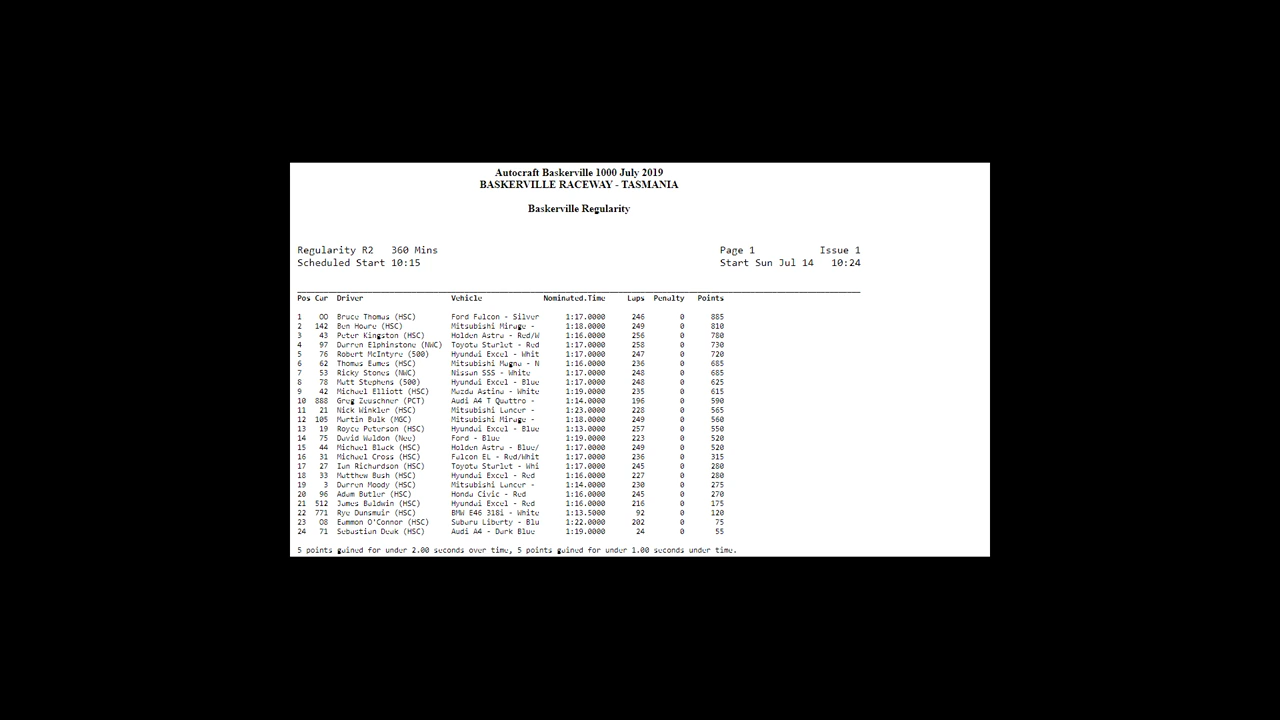 Autocraft Baskerville 1000 July 2019
BASKERVILLE RACEWAY - TASMANIA
Baskerville Regularity
Regularity R2 360 Mins Page 1 Issue 1
Scheduled Start 10:15 Start Sun Jul 14 10:24
Pos Car Driver Vehicle Nominated.Time Laps Penalty Points
1 00 Bruce Thomas (HSC) Ford Falcon - Silver 1:17.0000 246 0 885
2 142 Ben Hoare (HSC) Mitsubishi Mirage - 1:18.0000 249 0 810
3 43 Peter Kingston (HSC) Holden Astra - Red/W 1:16.0000 256 0 780
4 97 Darren Elphinstone (NWC) Toyota Starlet - Red 1:17.0000 258 0 730
5 76 Robert McIntyre (500) Hyundai Excel - Whit 1:17.0000 247 0 720
6 62 Thomas Eames (HSC) Mitsubishi Magna - N 1:16.0000 236 0 685
7 53 Ricky Stones (NWC) Nissan SSS - White 1:17.0000 248 0 685
8 78 Matt Stephens (500) Hyundai Excel - Blue 1:17.0000 248 0 625
9 42 Michael Elliott (HSC) Mazda Astina - White 1:19.0000 235 0 615
10 888 Greg Zeuschner (PCT) Audi A4 T Quattro - 1:14.0000 196 0 590
11 21 Nick Winkler (HSC) Mitsubishi Lancer - 1:23.0000 228 0 565
12 105 Martin Bulk (MGC) Mitsubishi Mirage - 1:18.0000 249 0 560
13 19 Royce Peterson (HSC) Hyundai Excel - Blue 1:13.0000 257 0 550
14 75 David Waldon (Nee) Ford - Blue 1:19.0000 223 0 520
15 44 Michael Black (HSC) Holden Astra - Blue/ 1:17.0000 249 0 520
16 31 Michael Cross (HSC) Falcon EL - Red/Whit 1:17.0000 236 0 315
17 27 Ian Richardson (HSC) Toyota Starlet - Whi 1:17.0000 245 0 280
18 33 Matthew Bush (HSC) Hyundai Excel - Red 1:16.0000 227 0 280
19 3 Darren Moody (HSC) Mitsubishi Lancer - 1:14.0000 230 0 275
20 96 Adam Butler (HSC) Honda Civic - Red 1:16.0000 245 0 270
21 512 James Baldwin (HSC) Hyundai Excel - Red 1:16.0000 216 0 175
22 771 Rye Dunsmuir (HSC) BMW E46 318i - White 1:13.5000 92 0 120
23 08 Eammon O'Connor (HSC) Subaru Liberty - Blu 1:22.0000 202 0 75
24 71 Sebastian Deak (HSC) Audi A4 - Dark Blue 1:19.0000 24 0 55
5 points gained for under 2.00 seconds over time, 5 points gained for under 1.00 seconds under time.